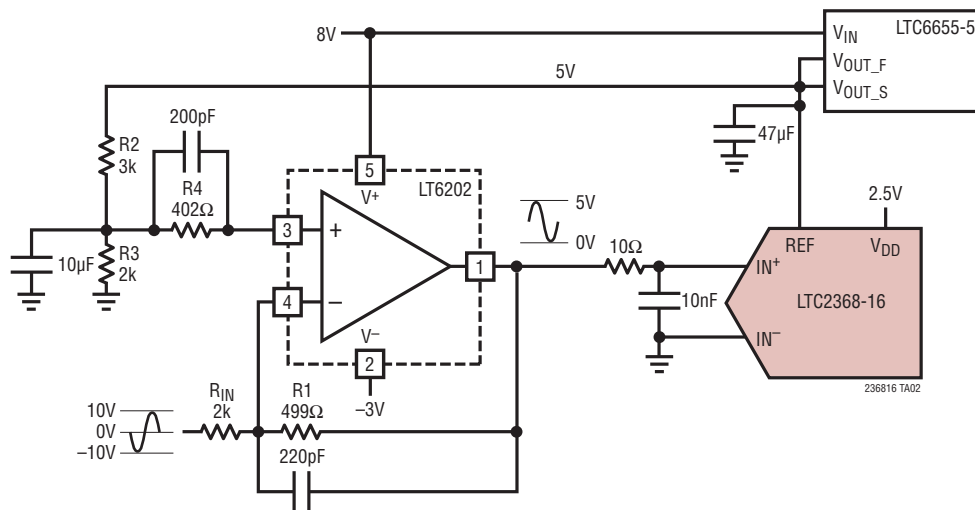 LTC6655-5
8V
V_IN
V_OUT_F
5V
V_OUT_S
200pF
47µF
R2
3k
5
LT6202
V+
R4
402Ω
2.5V
5V
0V
3
+
REF
V_DD
10µF
R3
2k
1
10Ω
IN+
4
–
10nF
LTC2368-16
V–
2
IN–
–3V
236816 TA02
R_IN
2k
R1
499Ω
10V
0V
–10V
220pF